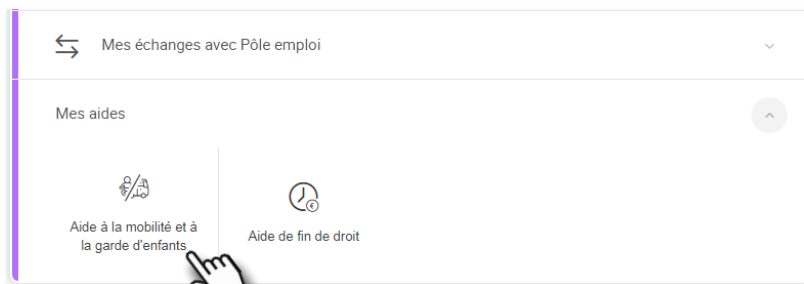 Mes échanges avec Pôle emploi
Mes aides
Aide à la mobilité et à
la garde d'enfants
Aide de fin de droit
€